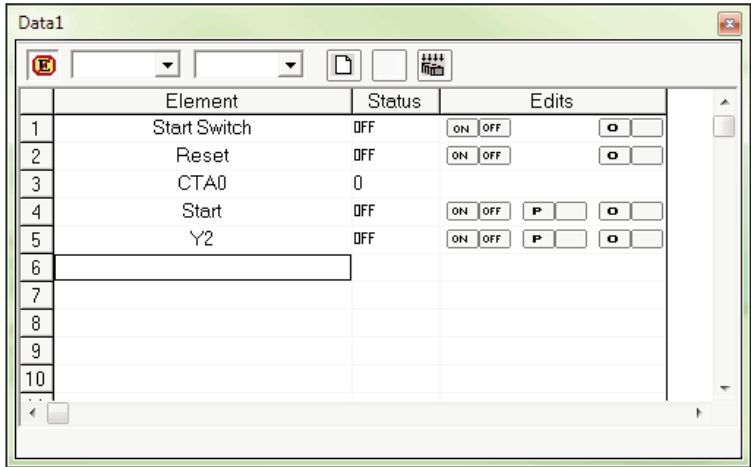 Data1
E
Element Status Edits
1 Start Switch OFF ON OFF O
2 Reset OFF ON OFF O
3 CTA0 0
4 Start OFF ON OFF P O
5 Y2 OFF ON OFF P O
6
7
8
9
10